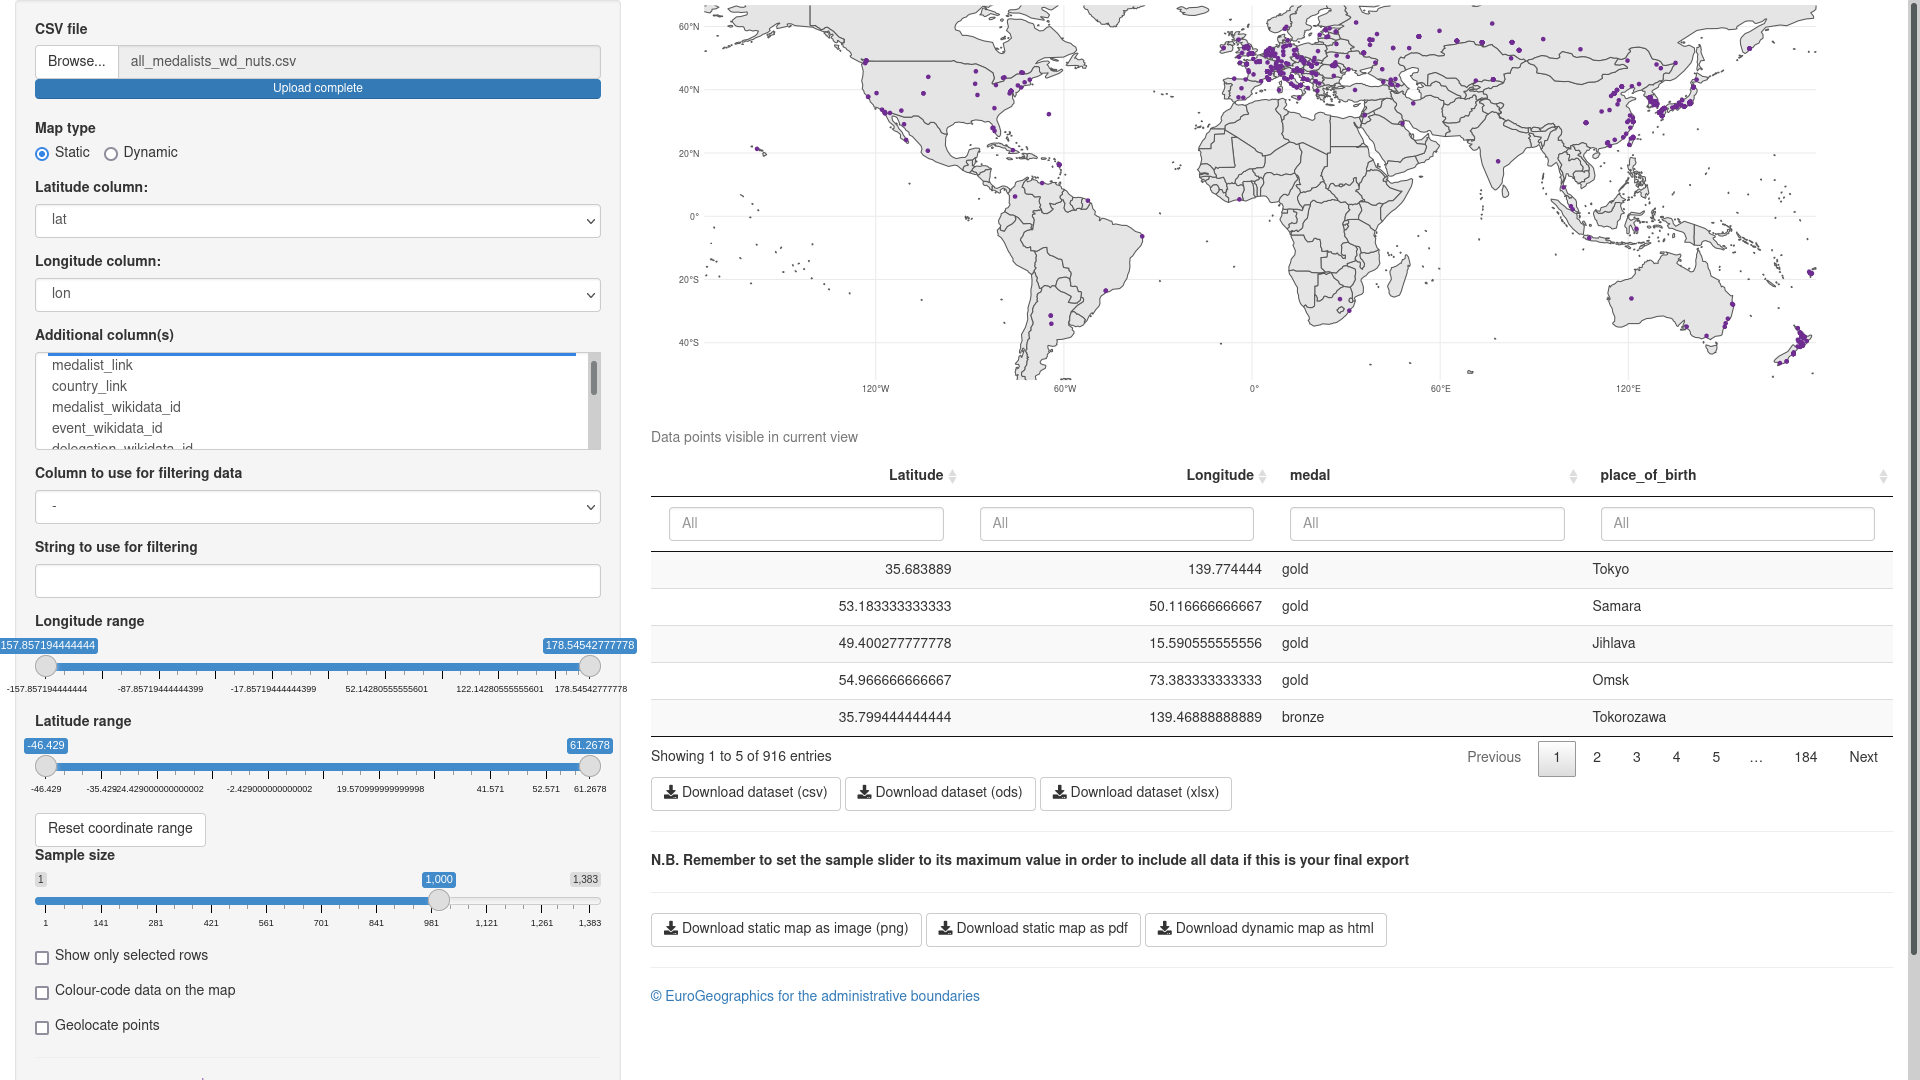 CSV file
Browse... all_medalists_wd_nuts.csv
Upload complete
Map type
Static Dynamic
Latitude column:
lat
Longitude column:
lon
Additional column(s)
medalist_link
country_link
medalist_wikidata_id
event_wikidata_id
delegation_wikidata_id
Column to use for filtering data
-
String to use for filtering
Longitude range
157.857194444444 178.54542777778
-157.857194444444 -87.85719444444399 -17.85719444444399 52.14280555555601 122.14280555555601 178.54542777778
Latitude range
-46.429 61.2678
-46.429 -35.429 24.429000000000002 -2.429000000000002 19.570999999999998 41.571 52.571 61.2678
Reset coordinate range
Sample size
1 1,000 1,383
1 141 281 421 561 701 841 981 1,121 1,261 1,383
Show only selected rows
Colour-code data on the map
Geolocate points
60°N
40°N
20°N
0°
20°S
40°S
120°W 60°W 0° 60°E 120°E
Data points visible in current view
Latitude Longitude medal place_of_birth
All All All All
35.683889 139.774444 gold Tokyo
53.183333333333 50.116666666667 gold Samara
49.400277777778 15.590555555556 gold Jihlava
54.966666666667 73.383333333333 gold Omsk
35.799444444444 139.46888888889 bronze Tokorozawa
Showing 1 to 5 of 916 entries
Previous 1 2 3 4 5 … 184 Next
Download dataset (csv) Download dataset (ods) Download dataset (xlsx)
N.B. Remember to set the sample slider to its maximum value in order to include all data if this is your final export
Download static map as image (png) Download static map as pdf Download dynamic map as html
© EuroGeographics for the administrative boundaries